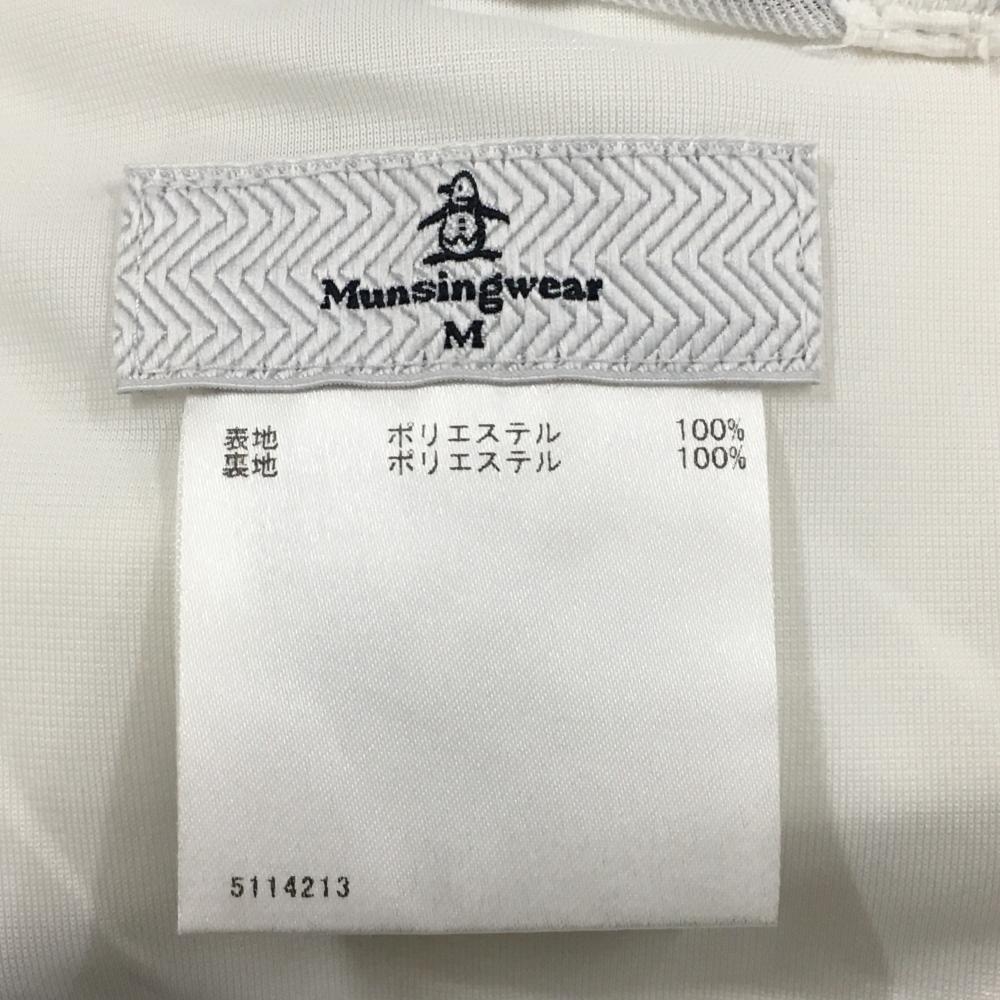 Munsingwear
M
表地 ポリエステル 100%
裏地 ポリエステル 100%
5114213